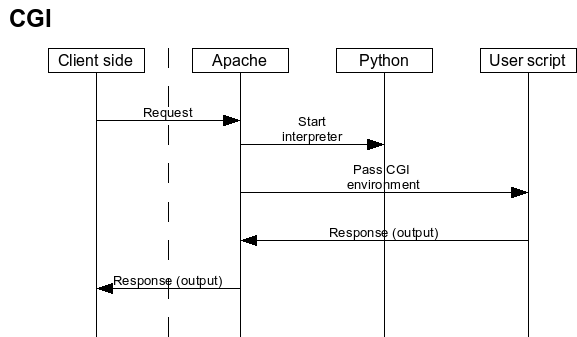 CGI
Client side
Apache
Python
User script
Request
Start
interpreter
Pass CGI
environment
Response (output)
Response (output)